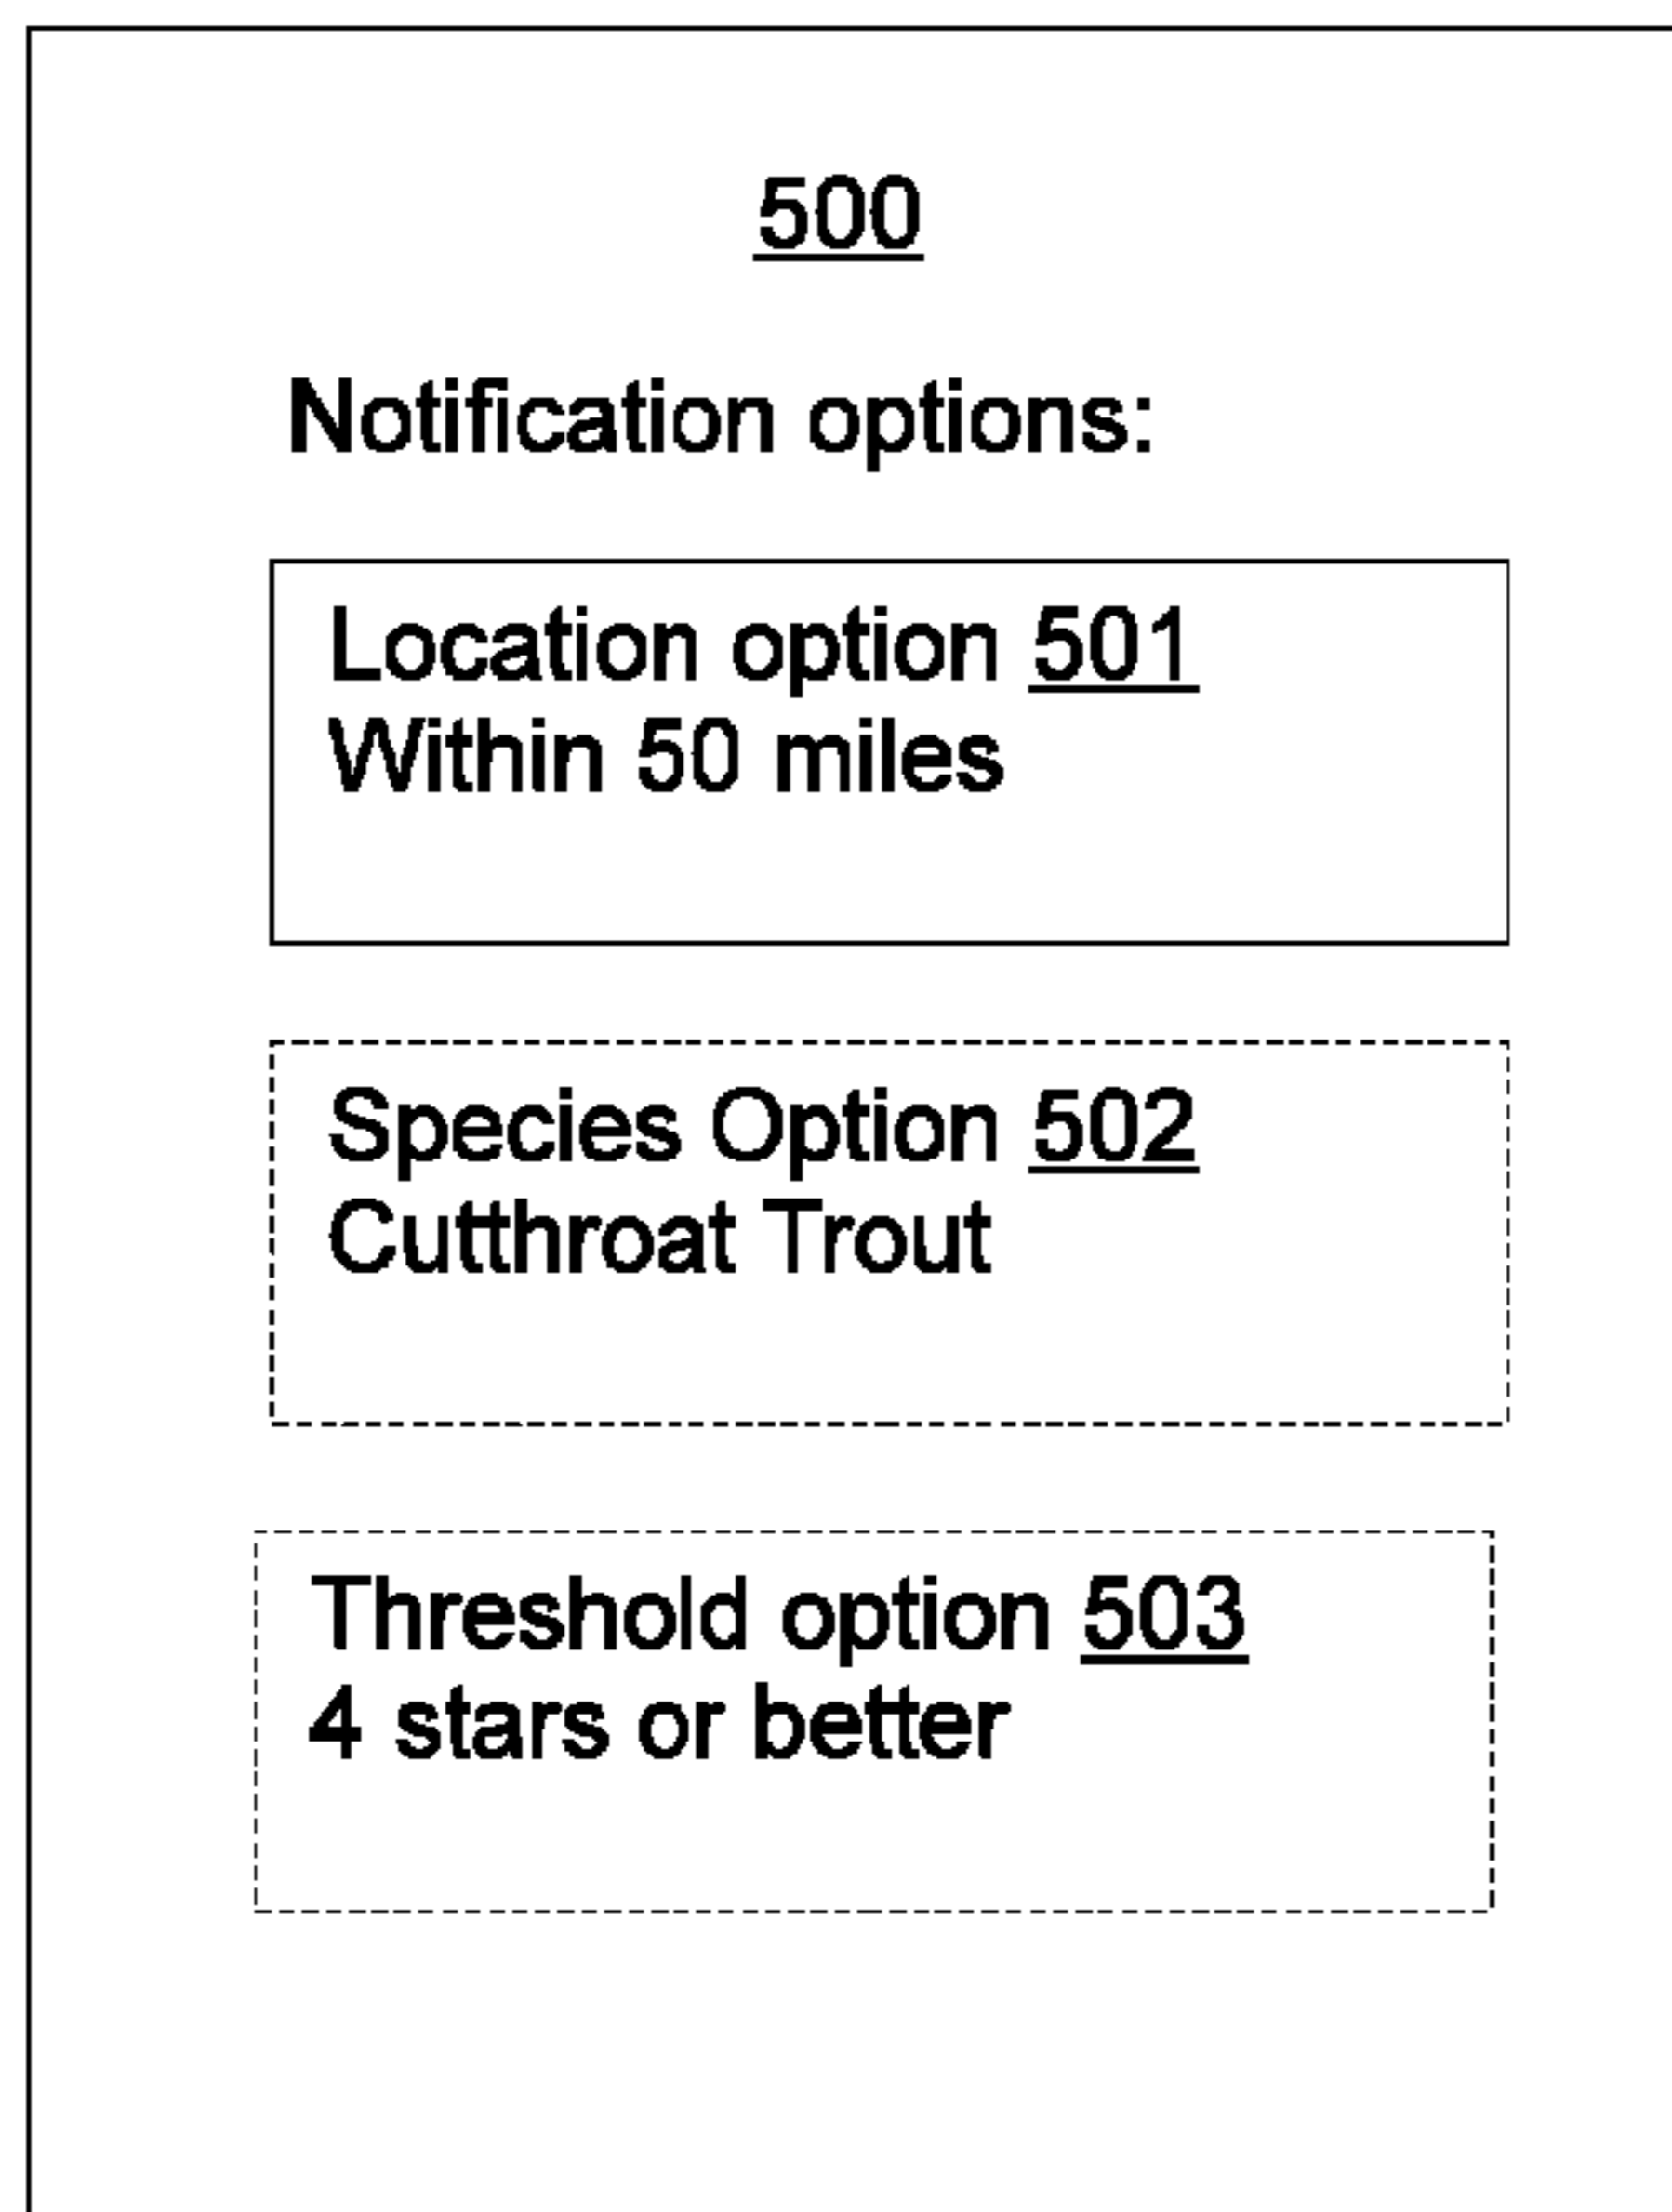 500
Notification options:
Location option 501
Within 50 miles
Species Option 502
Cutthroat Trout
Threshold option 503
4 stars or better